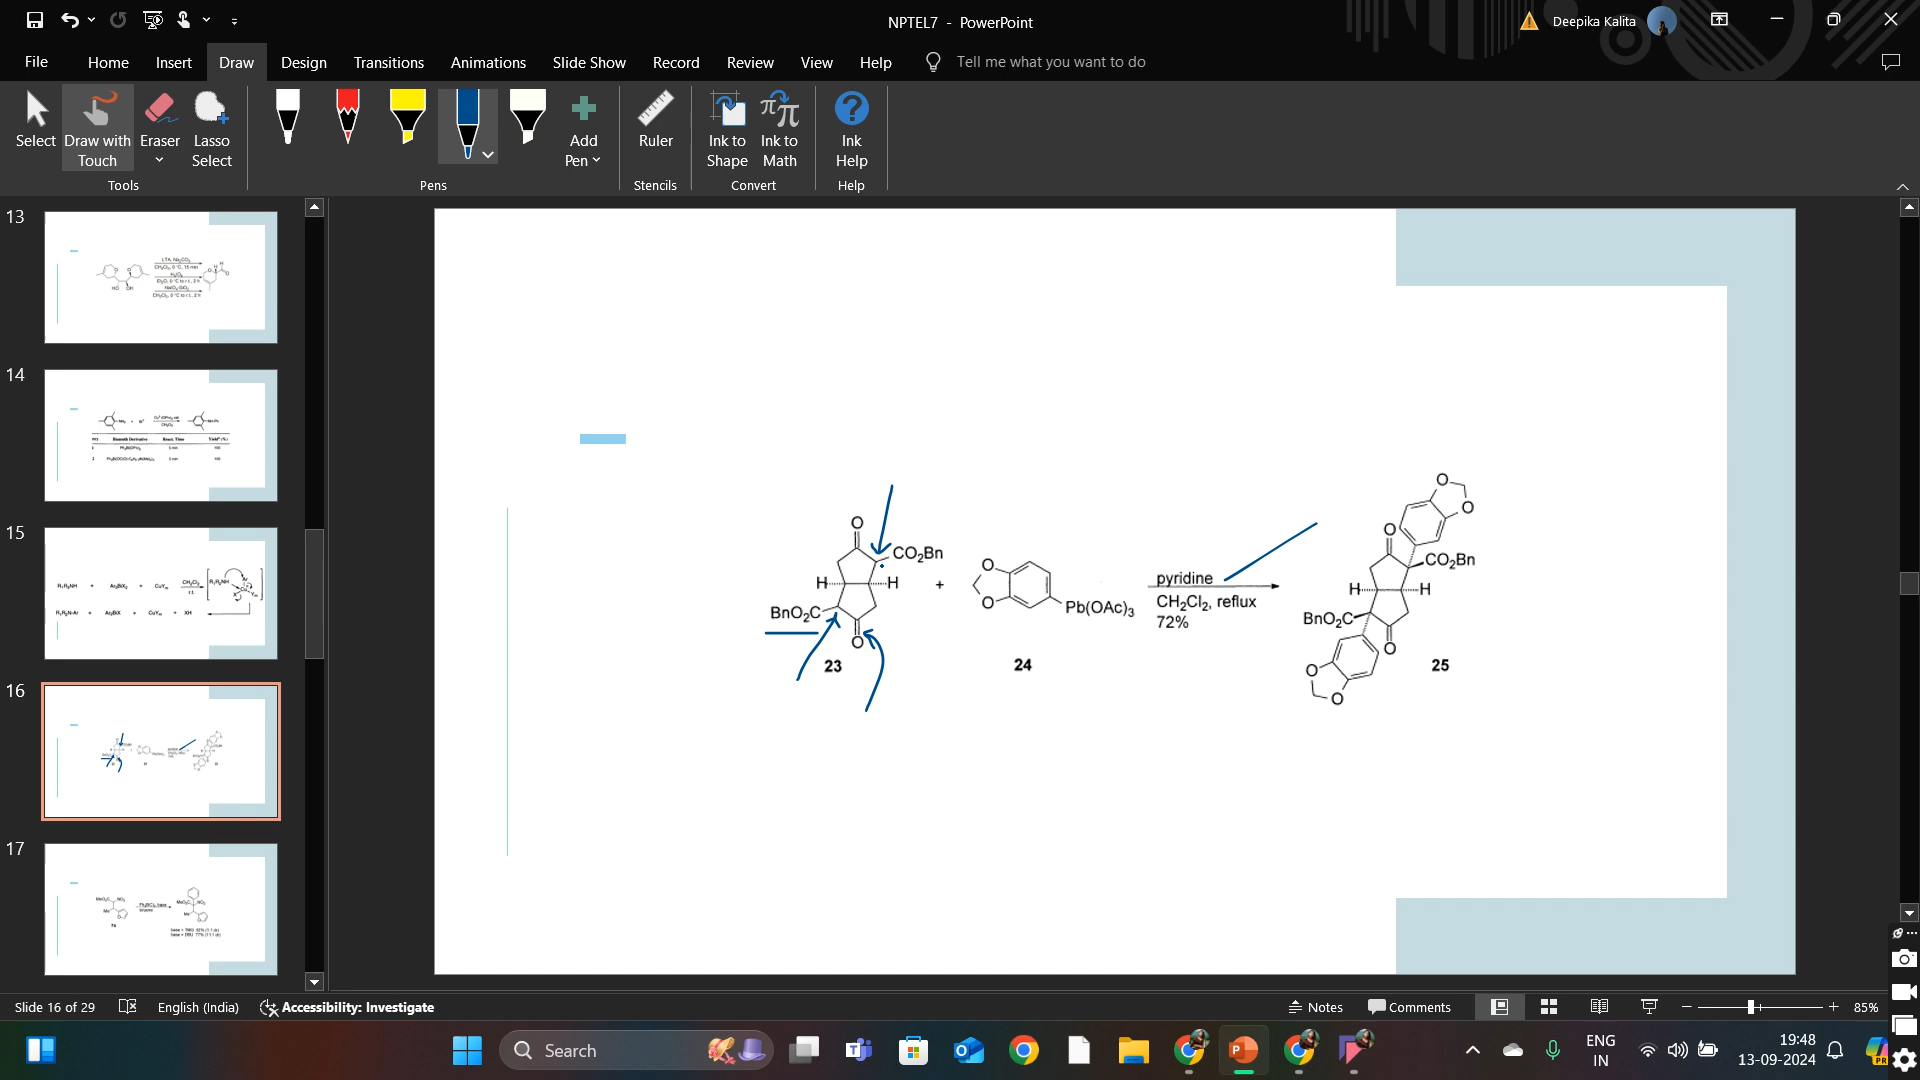 NPTEL7 - PowerPoint
Deepika Kalita
File Home Insert Draw Design Transitions Animations Slide Show Record Review View Help Tell me what you want to do
Select
Draw with Touch
Eraser
Lasso Select
Add Pen
Ruler
Ink to Shape
Ink to Math
Ink Help
Tools
Pens
Stencils
Convert
Help
13
14
15
16
17
O
CO₂Bn
H
H
BnO₂C
O
23
+
O
O
Pb(OAc)₃
24
pyridine
CH₂Cl₂, reflux
72%
O
O
O
CO₂Bn
H
H
BnO₂C
O
O
O
25
Slide 16 of 29
English (India)
Accessibility: Investigate
Notes
Comments
85%
Search
ENG
IN
19:48
13-09-2024